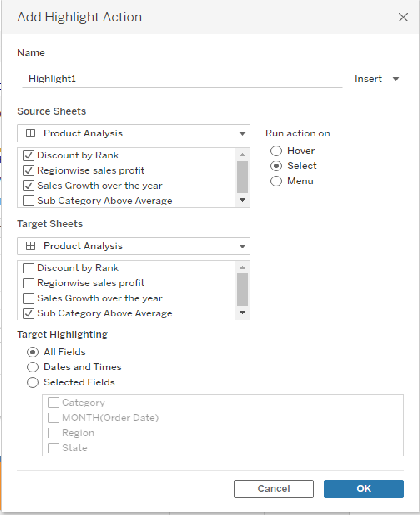 Add Highlight Action
Name
Highlight1 Insert
Source Sheets
Product Analysis Run action on
Discount by Rank Hover
Regionwise sales profit Select
Sales Growth over the year Menu
Sub Category Above Average
Target Sheets
Product Analysis
Discount by Rank
Regionwise sales profit
Sales Growth over the year
Sub Category Above Average
Target Highlighting
All Fields
Dates and Times
Selected Fields
Category
MONTH(Order Date)
Region
State
Cancel OK